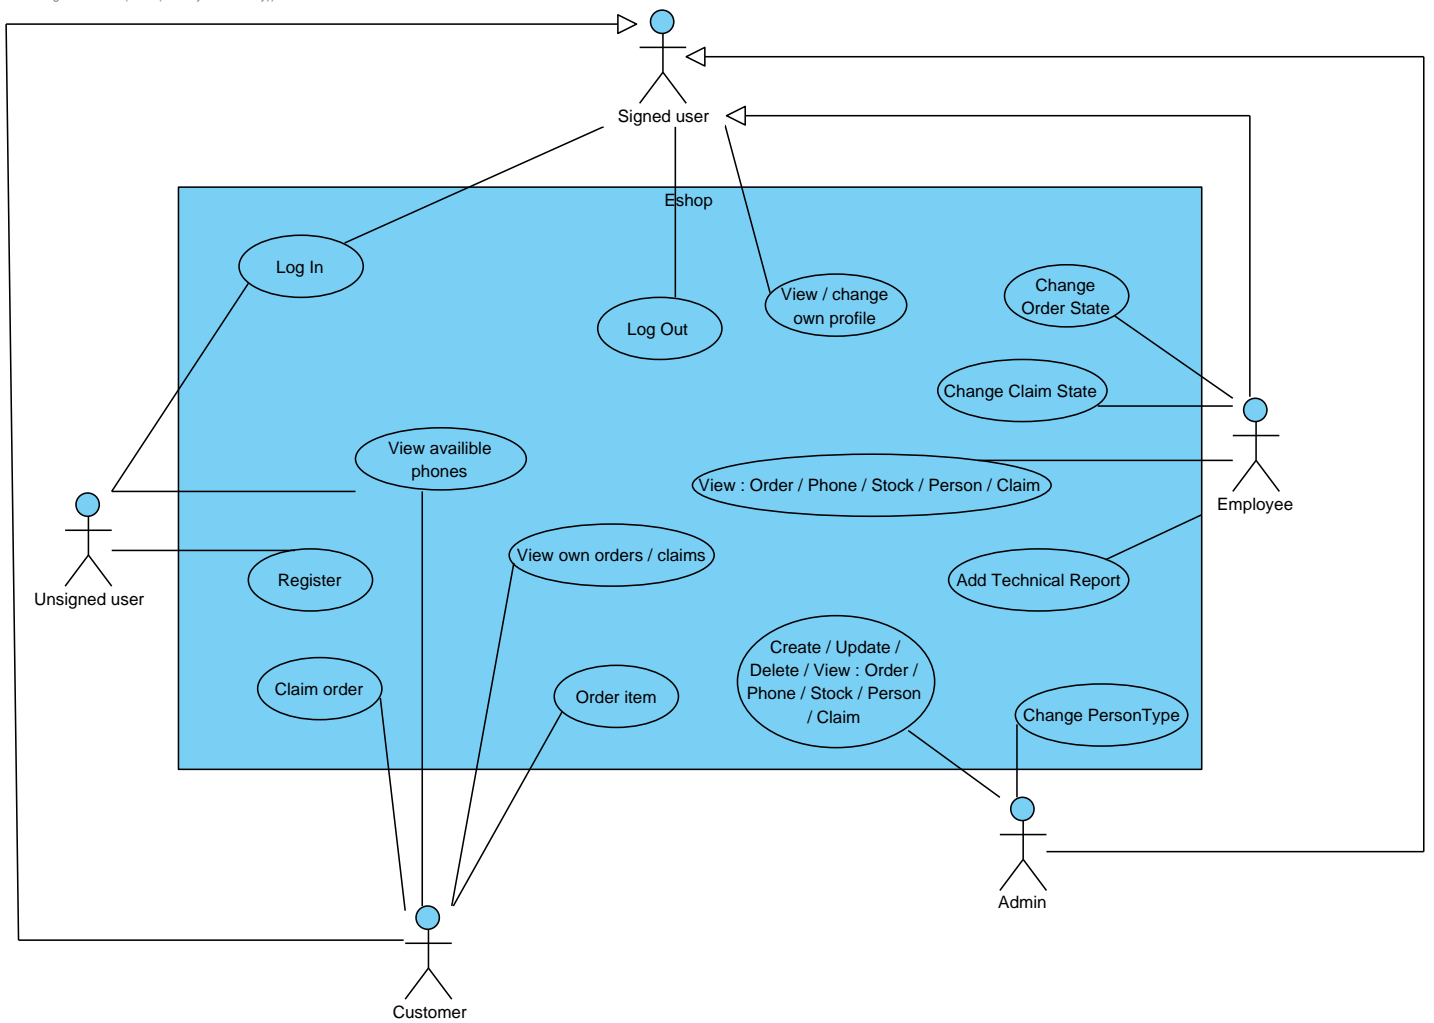 Signed user
Eshop
Log In
View / change
own profile
Log Out
Change
Order State
Change Claim State
View availible
phones
View : Order / Phone / Stock / Person / Claim
Employee
Unsigned user
Register
View own orders / claims
Add Technical Report
Claim order
Order item
Create / Update /
Delete / View : Order /
Phone / Stock / Person
/ Claim
Change PersonType
Admin
Customer